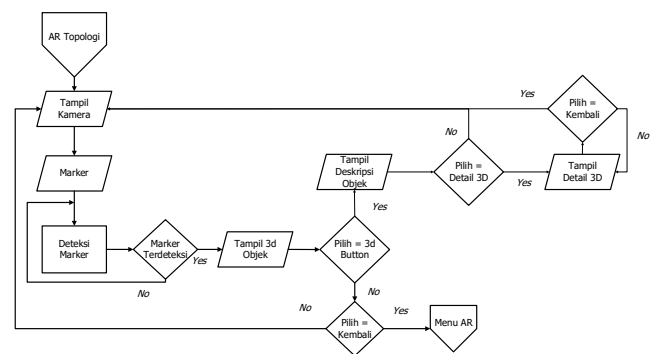 AR Topologi
Tampil
Kamera
Marker
Deteksi
Marker
Marker
Terdeteksi
Yes
No
Tampil 3d
Objek
Pilih = 3d
Button
Yes
No
Tampil
Deskripsi
Objek
Pilih =
Detail 3D
No
Yes
Tampil
Detail 3D
Pilih =
Kembali
Yes
No
Pilih =
Kembali
No
Yes
Menu AR